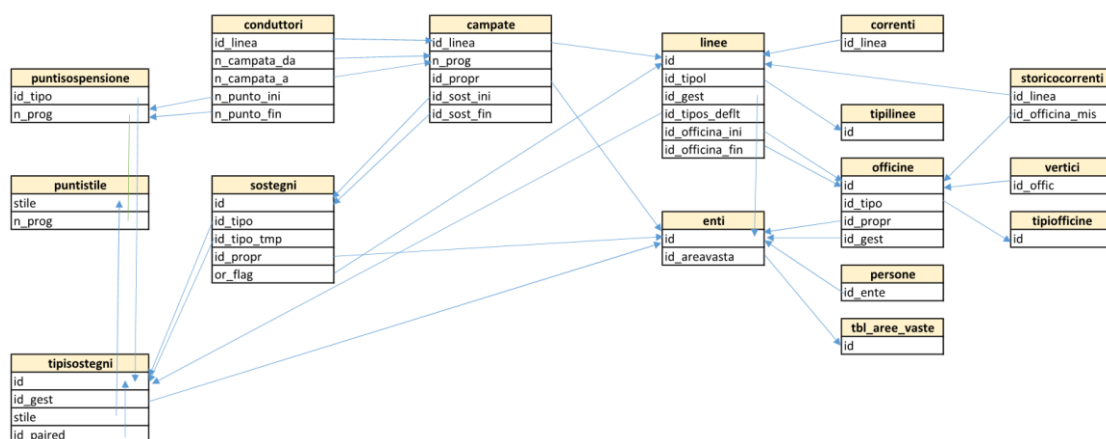 conduttori
id_linea
n_campata_da
n_campata_a
n_punto_ini
n_punto_fin
campate
id_linea
n_prog
id_propr
id_sost_ini
id_sost_fin
linee
id
id_tipol
id_gest
id_tipos_deflt
id_officina_ini
id_officina_fin
correnti
id_linea
puntisospensione
id_tipo
n_prog
storicocorrenti
id_linea
id_officina_mis
tipilinee
id
puntistile
stile
n_prog
sostegni
id
id_tipo
id_tipo_tmp
id_propr
or_flag
officine
id
id_tipo
id_propr
id_gest
vertici
id_offic
tipiofficine
id
enti
id
id_areavasta
persone
id_ente
tbl_aree_vaste
id
tipisostegni
id
id_gest
stile
id_paired